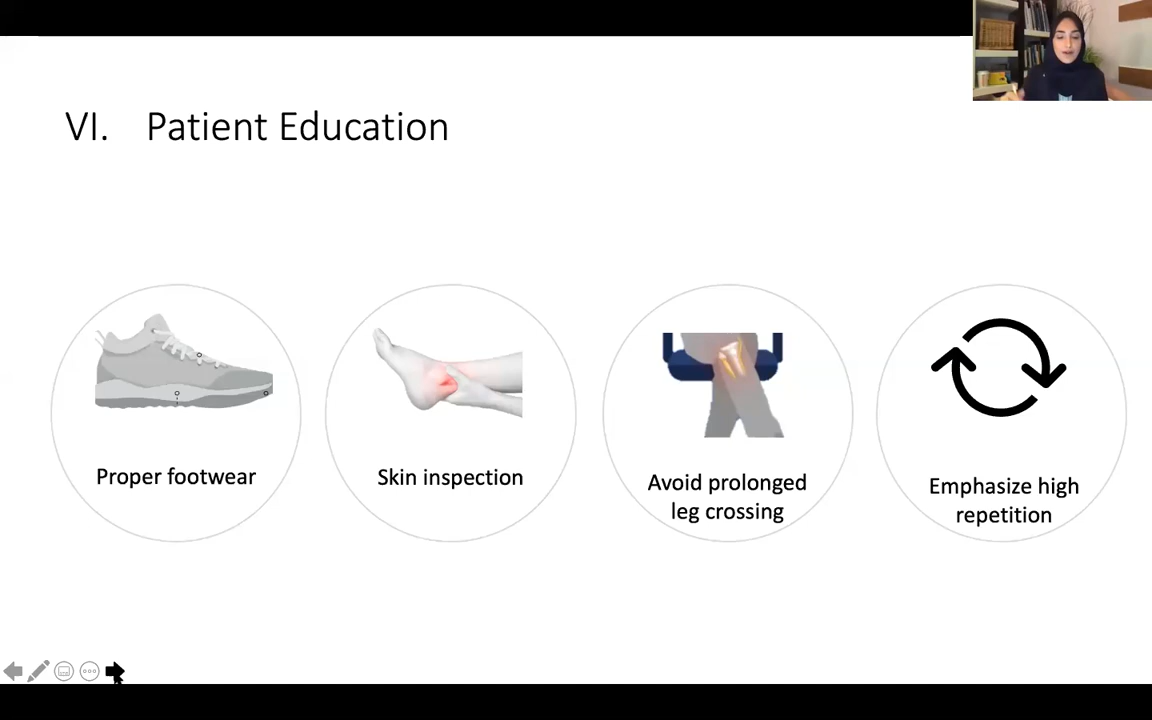 VI. Patient Education
Proper footwear
Skin inspection
Avoid prolonged
leg crossing
Emphasize high
repetition